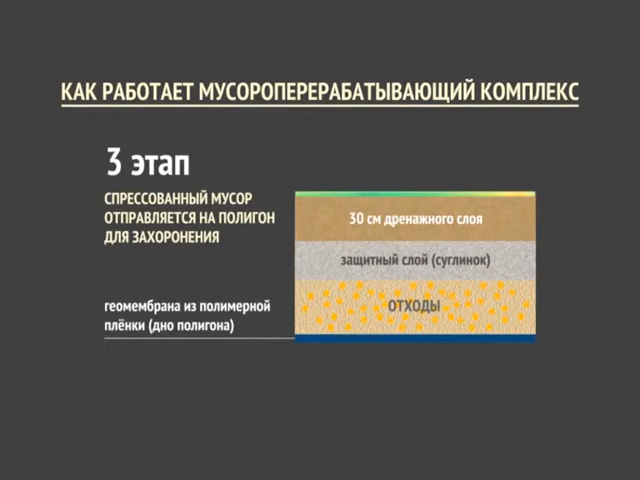 КАК РАБОТАЕТ МУСОРОПЕРЕРАБАТЫВАЮЩИЙ КОМПЛЕКС
3 этап
СПРЕССОВАННЫЙ МУСОР
ОТПРАВЛЯЕТСЯ НА ПОЛИГОН
ДЛЯ ЗАХОРОНЕНИЯ
30 см дренажного слоя
защитный слой (суглинок)
ОТХОДЫ
геомембрана из полимерной
плёнки (дно полигона)